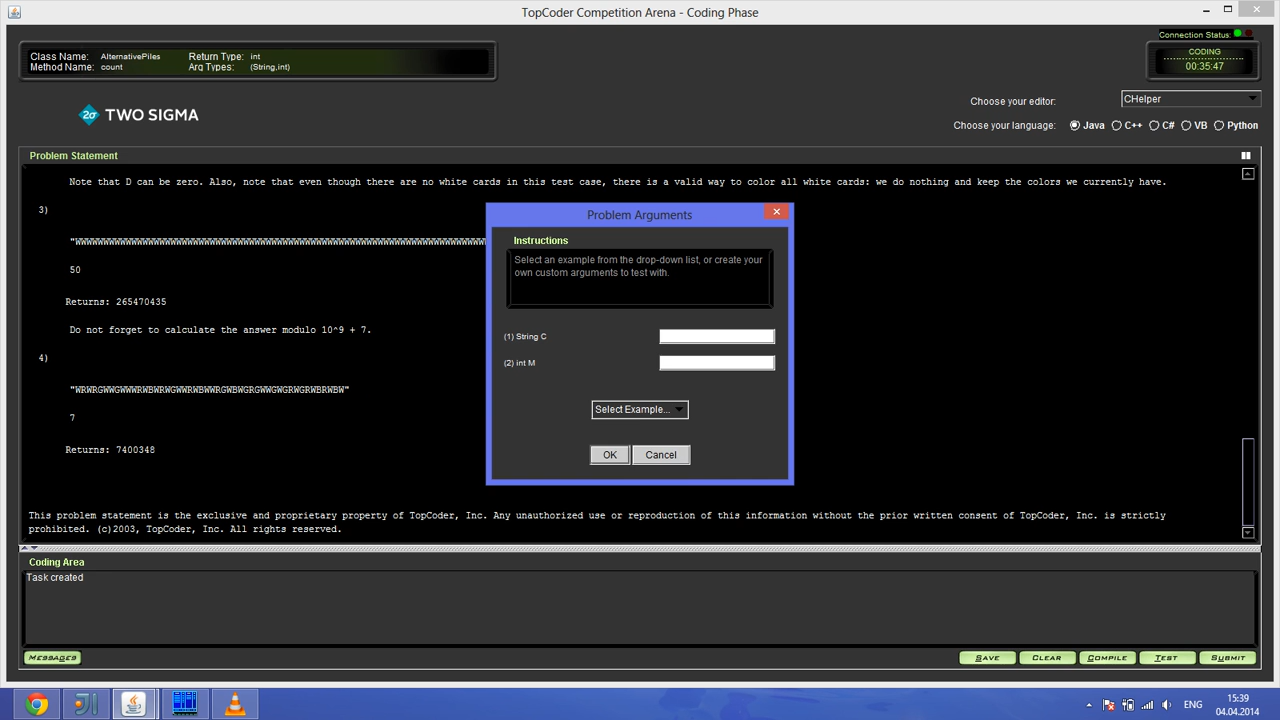 TopCoder Competition Arena - Coding Phase
Connection Status:
Class Name: AlternativePiles Return Type: int
Method Name: count Arg Types: (String,int)
CODING
00:35:47
2σ TWO SIGMA
Choose your editor: CHelper
Choose your language: Java C++ C# VB Python
Problem Statement
Note that D can be zero. Also, note that even though there are no white cards in this test case, there is a valid way to color all white cards: we do nothing and keep the colors we currently have.
3)
50
Returns: 265470435
Do not forget to calculate the answer modulo 10^9 + 7.
4)
"WRWRGWWGWWWRWBWRWGWWRWBWWRGWBWGRGWWGWGRWGRWBRWBW"
7
Returns: 7400348
Problem Arguments
Instructions
Select an example from the drop-down list, or create your
own custom arguments to test with.
(1) String C
(2) int M
Select Example...
OK Cancel
This problem statement is the exclusive and proprietary property of TopCoder, Inc. Any unauthorized use or reproduction of this information without the prior written consent of TopCoder, Inc. is strictly
prohibited. (c)2003, TopCoder, Inc. All rights reserved.
Coding Area
Task created
MESSAGES SAVE CLEAR COMPILE TEST SUBMIT
ENG 15:39
04.04.2014